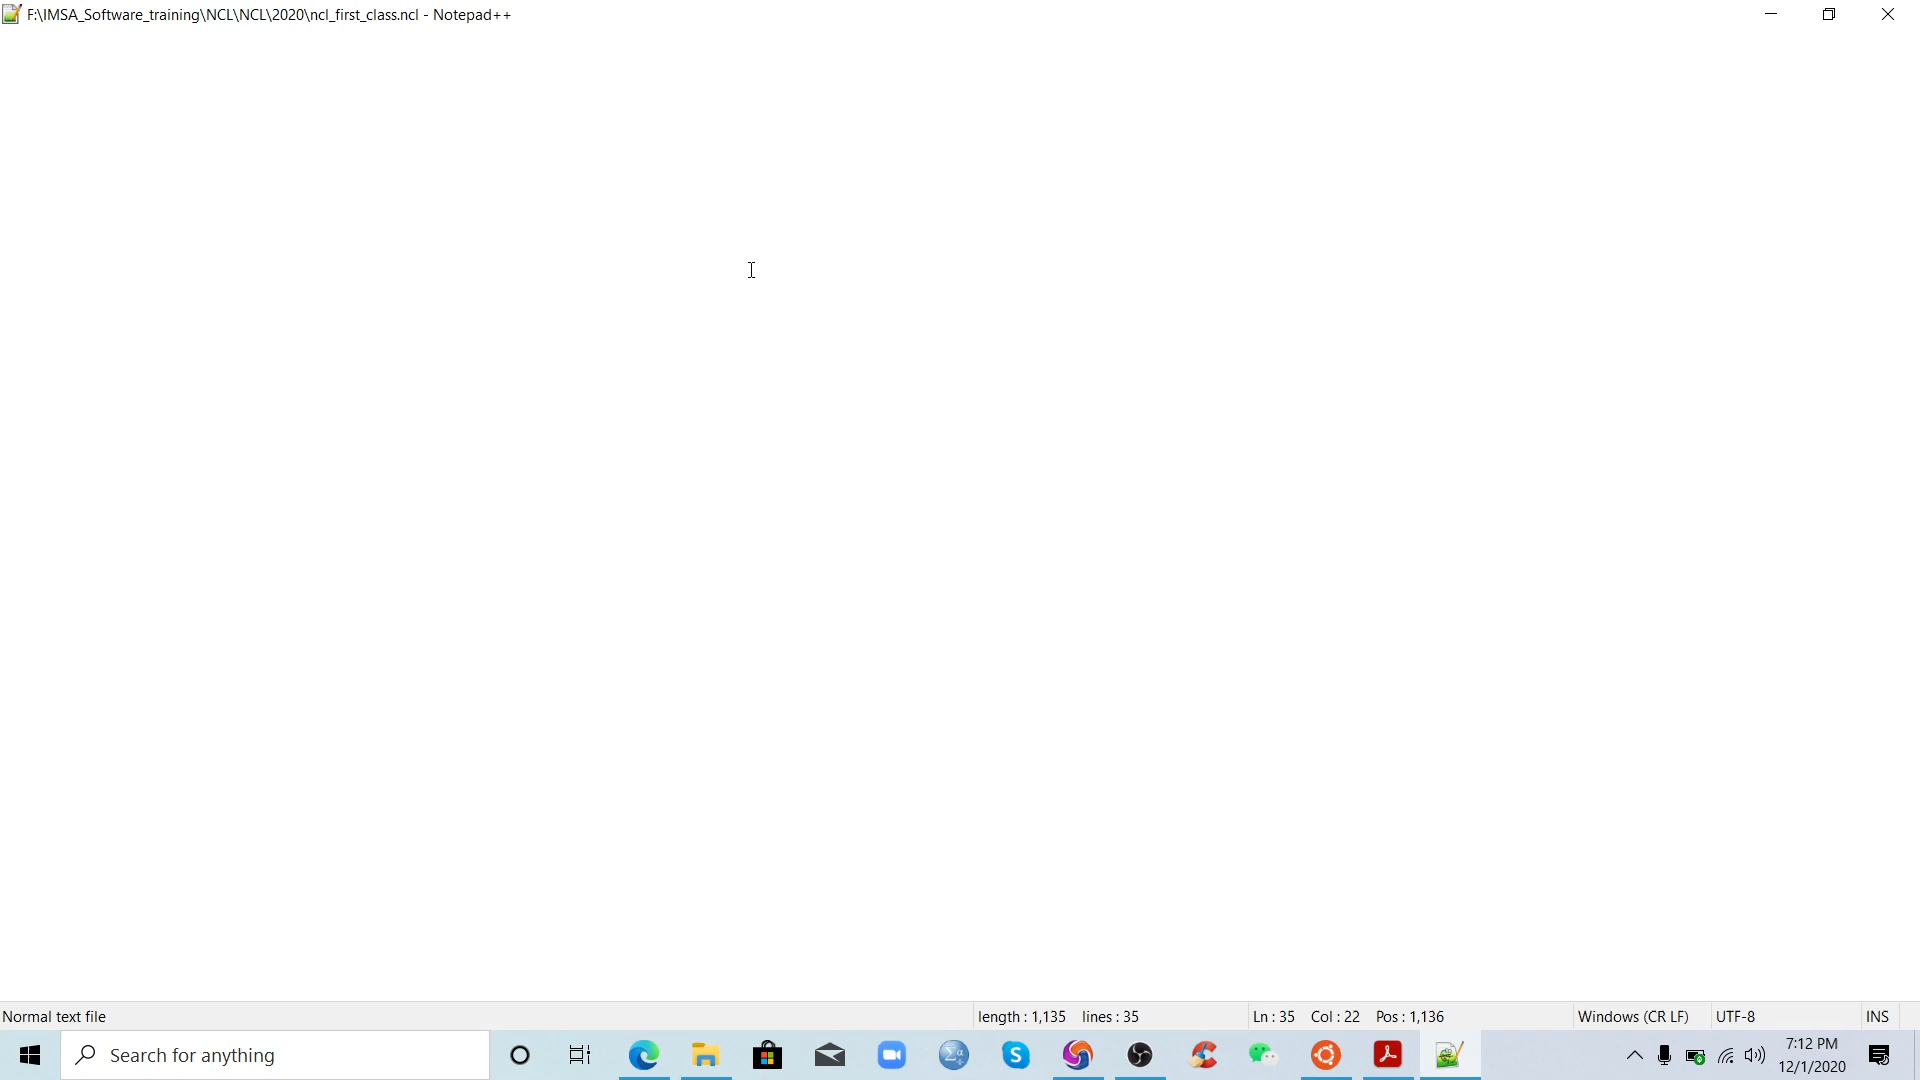 F:\IMSA_Software_training\NCL\NCL\2020\ncl_first_class.ncl - Notepad++
Normal text file
length : 1,135 lines : 35
Ln : 35 Col : 22 Pos : 1,136
Windows (CR LF)
UTF-8
INS
Search for anything
7:12 PM
12/1/2020